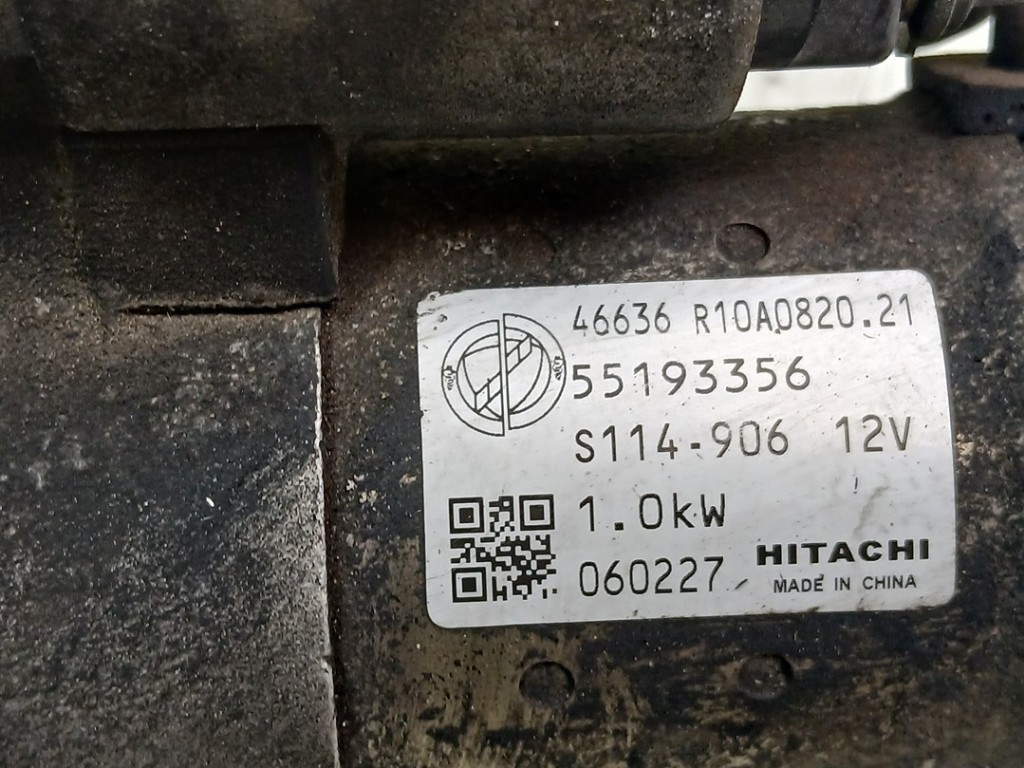 46636 R10A0820.21
55193356
S114-906 12V
1.0kW
060227
HITACHI
MADE IN CHINA